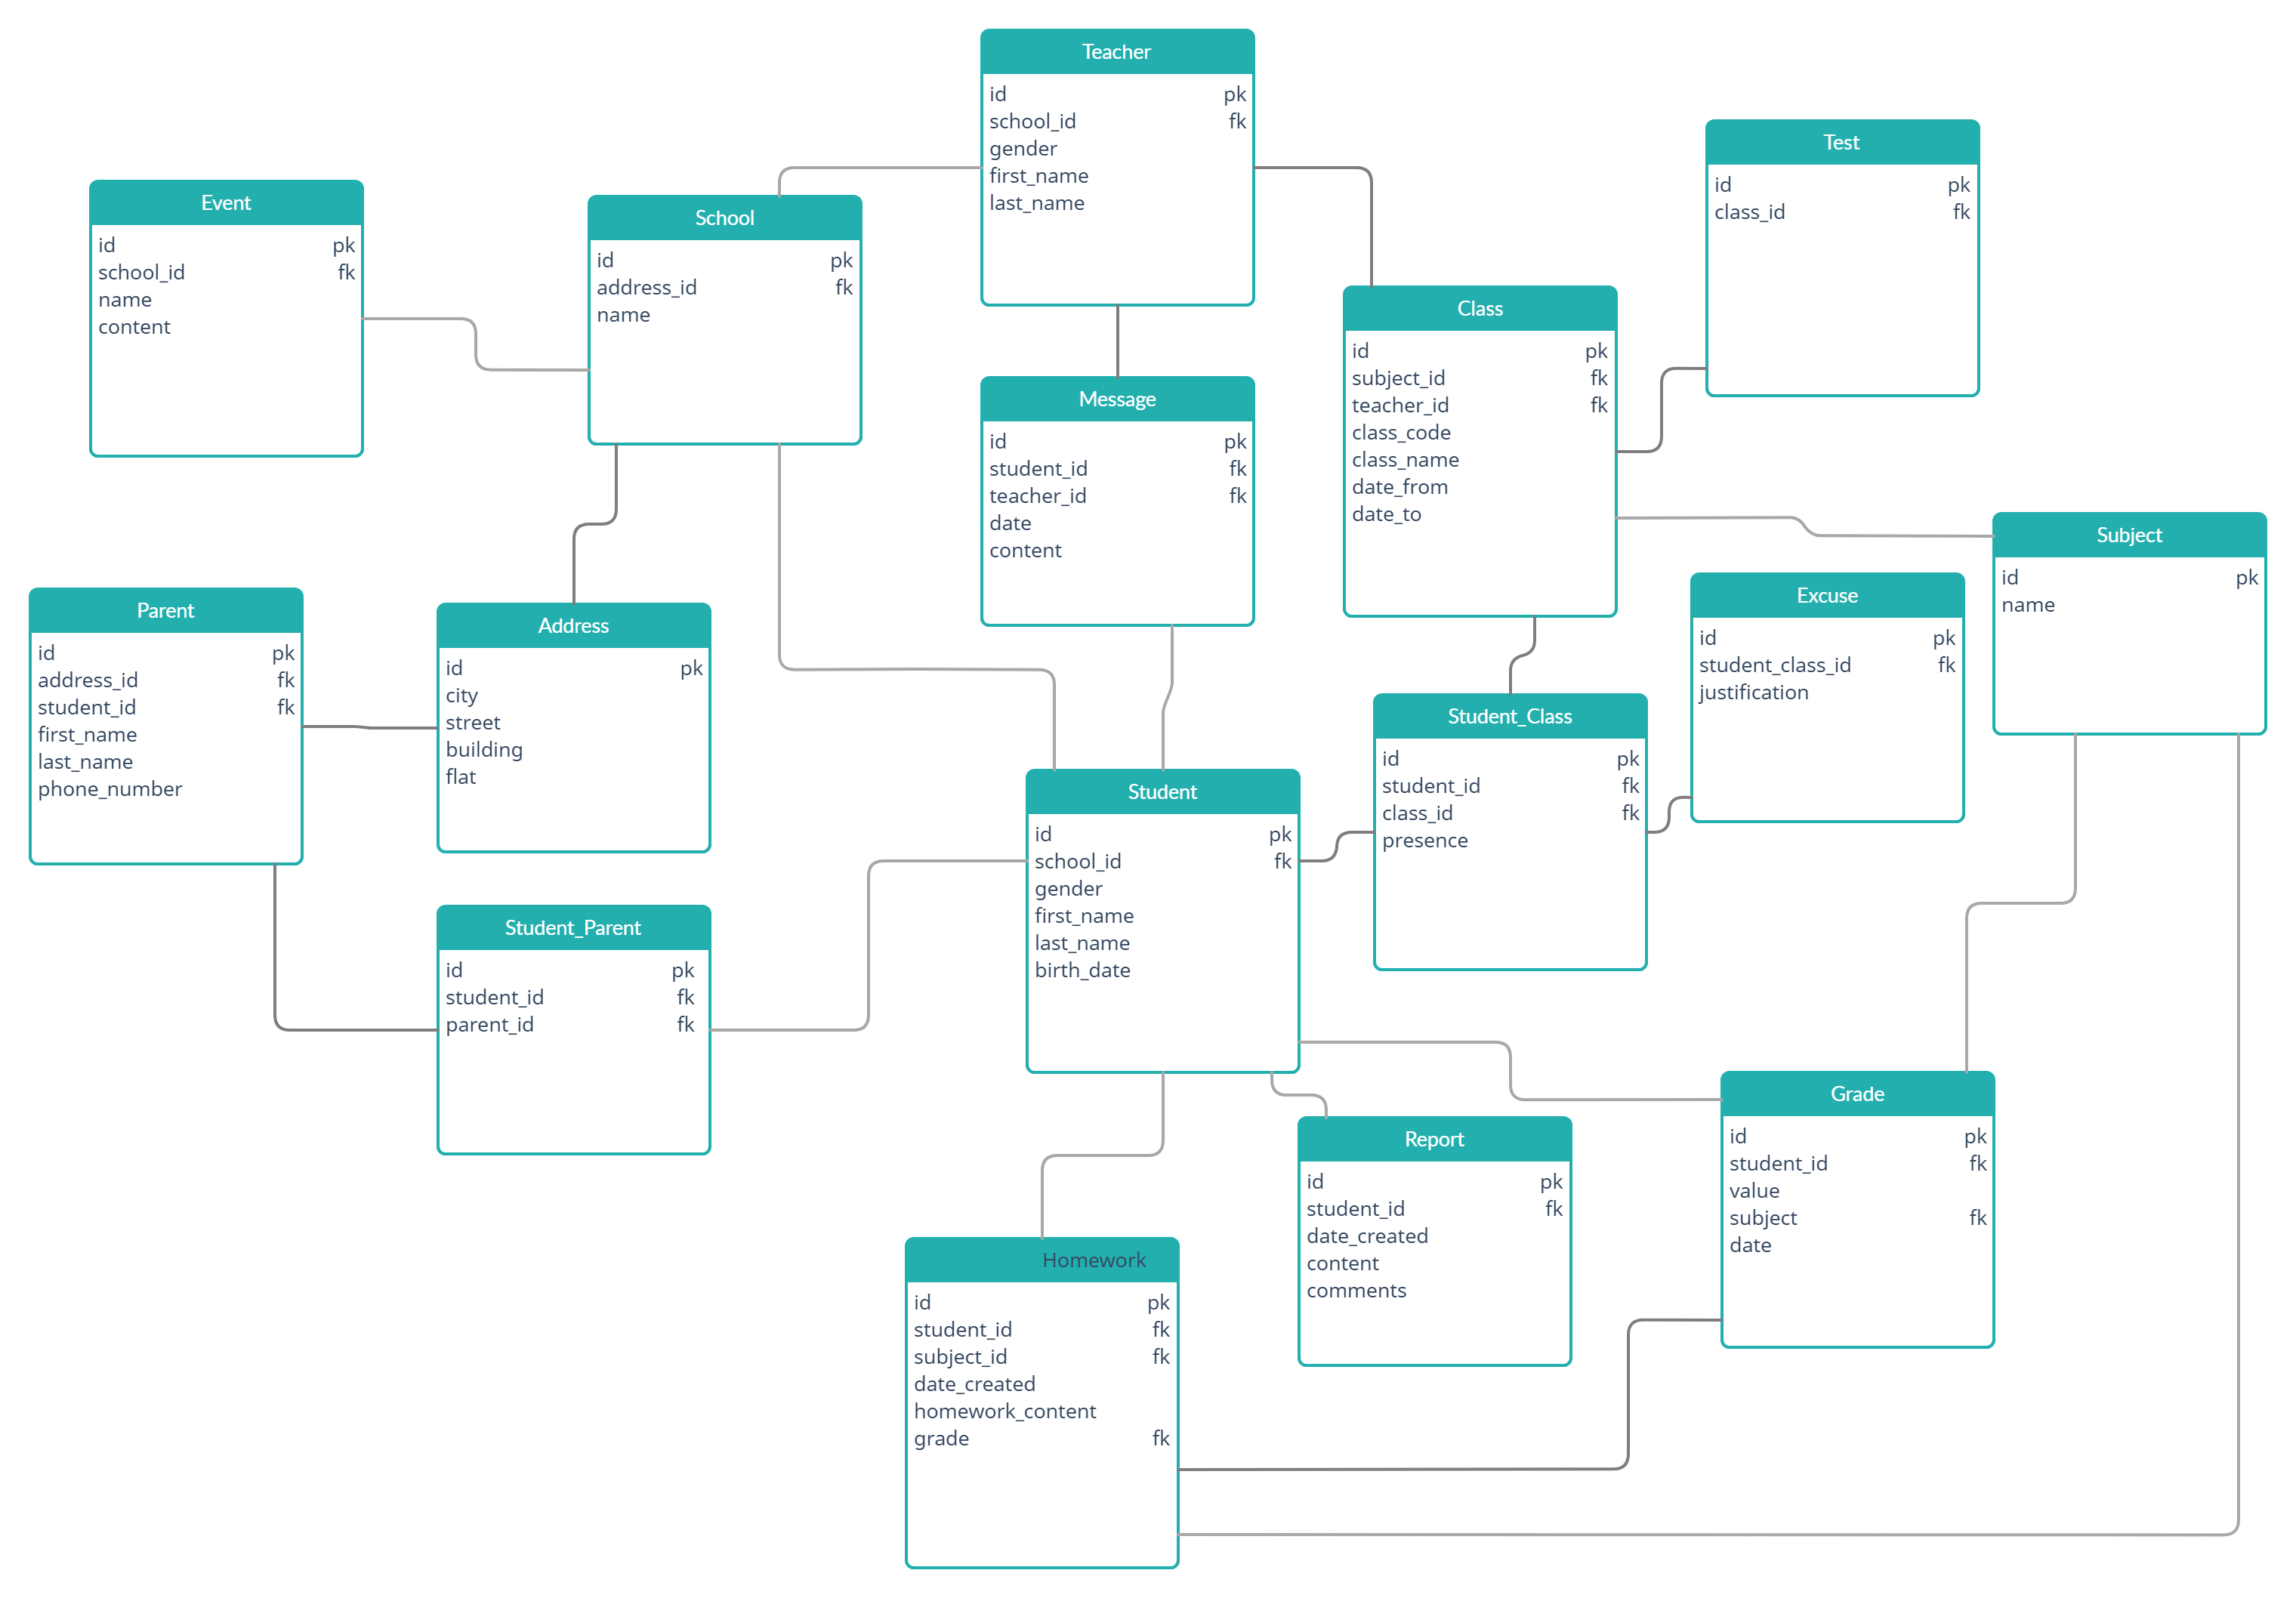 Teacher
id pk
school_id fk
gender
first_name
last_name
Test
id pk
class_id fk
Event
id pk
school_id fk
name
content
School
id pk
address_id fk
name
Class
id pk
subject_id fk
teacher_id fk
class_code
class_name
date_from
date_to
Message
id pk
student_id fk
teacher_id fk
date
content
Subject
id pk
name
Excuse
id pk
student_class_id fk
justification
Parent
id pk
address_id fk
student_id fk
first_name
last_name
phone_number
Address
id pk
city
street
building
flat
Student_Class
id pk
student_id fk
class_id fk
presence
Student
id pk
school_id fk
gender
first_name
last_name
birth_date
Student_Parent
id pk
student_id fk
parent_id fk
Grade
id pk
student_id fk
value
subject fk
date
Report
id pk
student_id fk
date_created
content
comments
Homework
id pk
student_id fk
subject_id fk
date_created
homework_content
grade fk